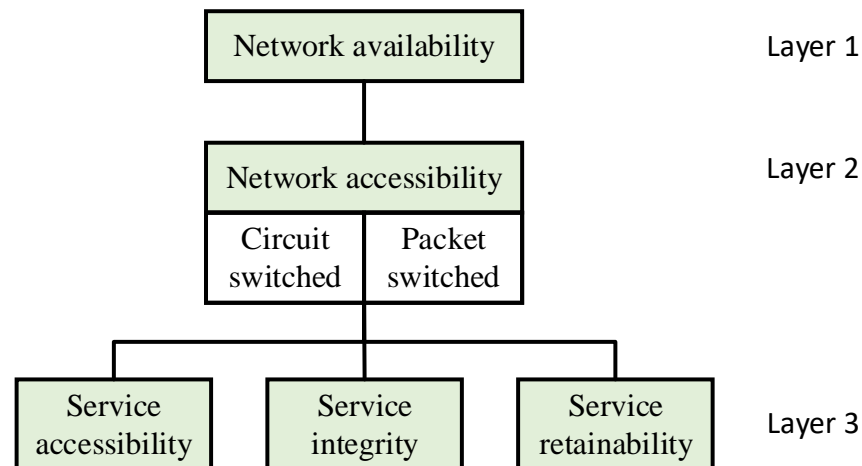 Network availability
Layer 1
Network accessibility
Layer 2
Circuit
switched
Packet
switched
Service
accessibility
Service
integrity
Service
retainability
Layer 3